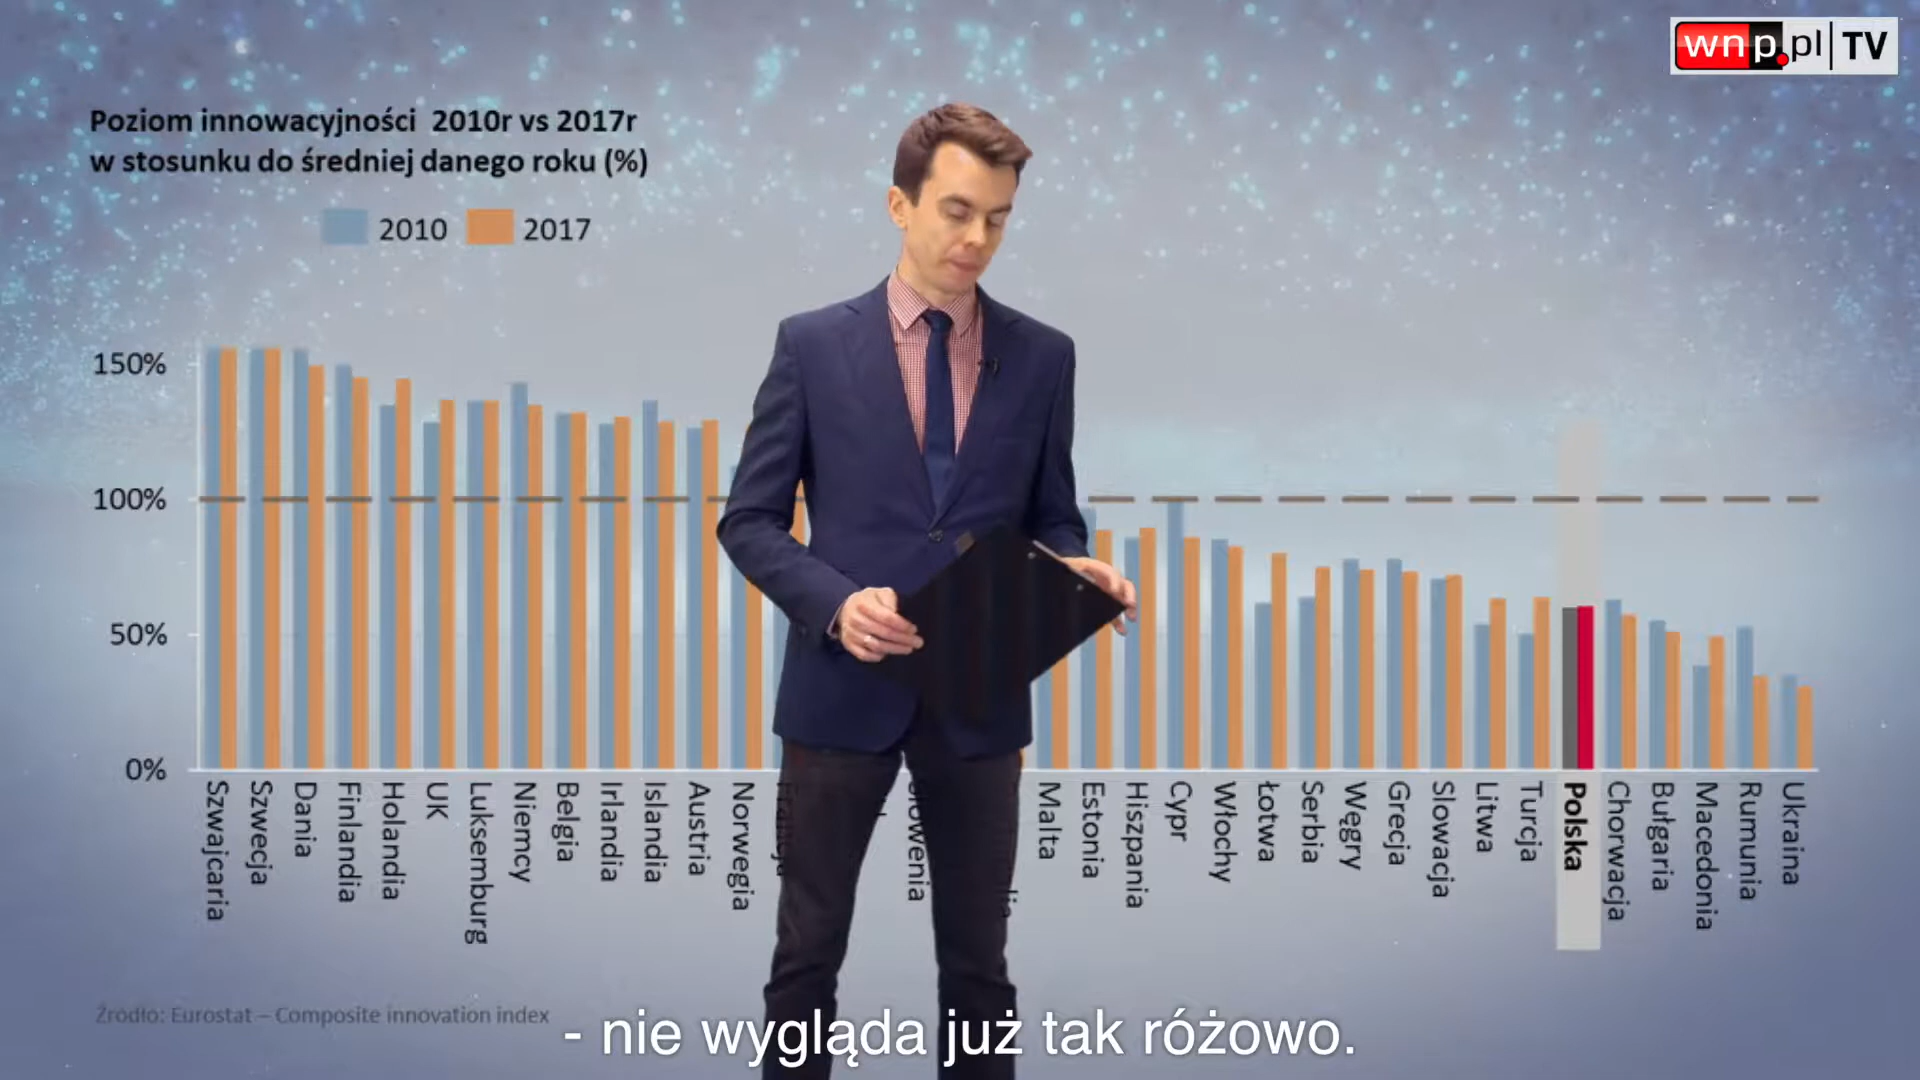 wnp.pl|TV
Poziom innowacyjności 2010r vs 2017r
w stosunku do średniej danego roku (%)
2010 2017
150%
100%
50%
0%
Szwajcaria
Szwecja
Dania
Finlandia
Holandia
UK
Luksemburg
Niemcy
Belgia
Irlandia
Islandia
Austria
Norwegia
Francja
Słowenia
Malta
Estonia
Hiszpania
Cypr
Włochy
Łotwa
Serbia
Węgry
Grecja
Słowacja
Litwa
Turcja
Polska
Chorwacja
Bułgaria
Macedonia
Rumunia
Ukraina
Źródło: Eurostat – Composite innovation index
- nie wygląda już tak różowo.